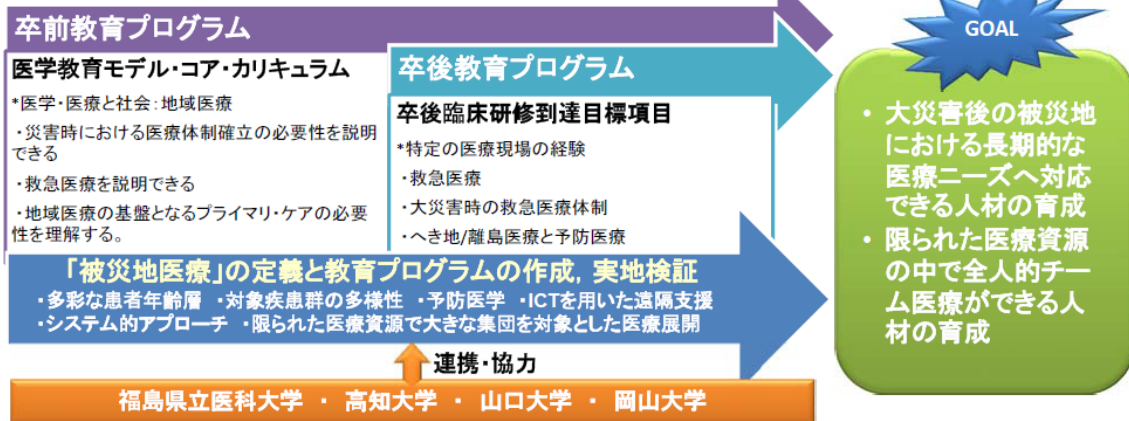 卒前教育プログラム
医学教育モデル・コア・カリキュラム
*医学・医療と社会：地域医療
・災害時における医療体制確立の必要性を説明
できる
・救急医療を説明できる
・地域医療の基盤となるプライマリ・ケアの必要
性を理解する。
卒後教育プログラム
卒後臨床研修到達目標項目
*特定の医療現場の経験
・救急医療
・大災害時の救急医療体制
・へき地/離島医療と予防医療
「被災地医療」の定義と教育プログラムの作成，実地検証
・多彩な患者年齢層 ・対象疾患群の多様性 ・予防医学 ・ICTを用いた遠隔支援
・システム的アプローチ ・限られた医療資源で大きな集団を対象とした医療展開
連携・協力
福島県立医科大学 ・ 高知大学 ・ 山口大学 ・ 岡山大学
GOAL
• 大災害後の被災地
における長期的な
医療ニーズへ対応
できる人材の育成
• 限られた医療資源
の中で全人的チー
ム医療ができる人
材の育成